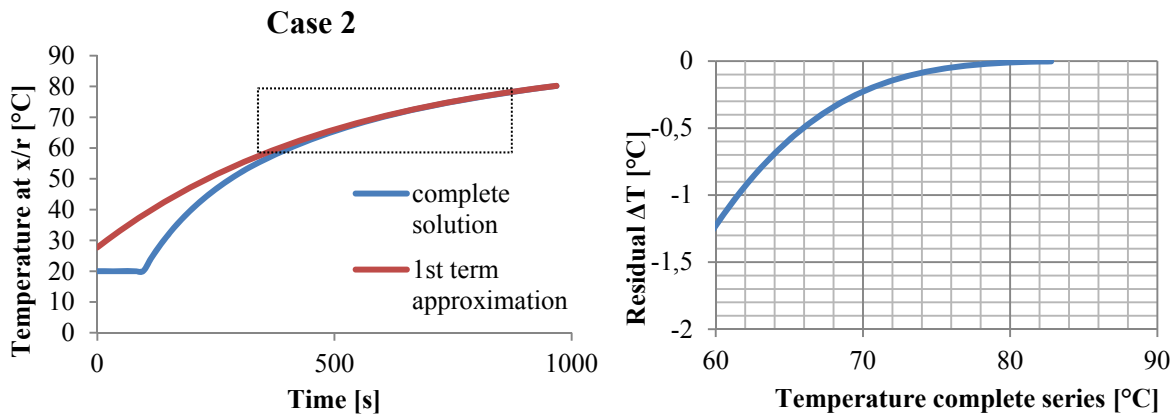 Case 2
Temperature at x/r [°C]
90
80
70
60
50
40
30
20
10
0
0
500
1000
Time [s]
complete
solution
1st term
approximation
Residual ΔT [°C]
0
-0,5
-1
-1,5
-2
60
70
80
90
Temperature complete series [°C]